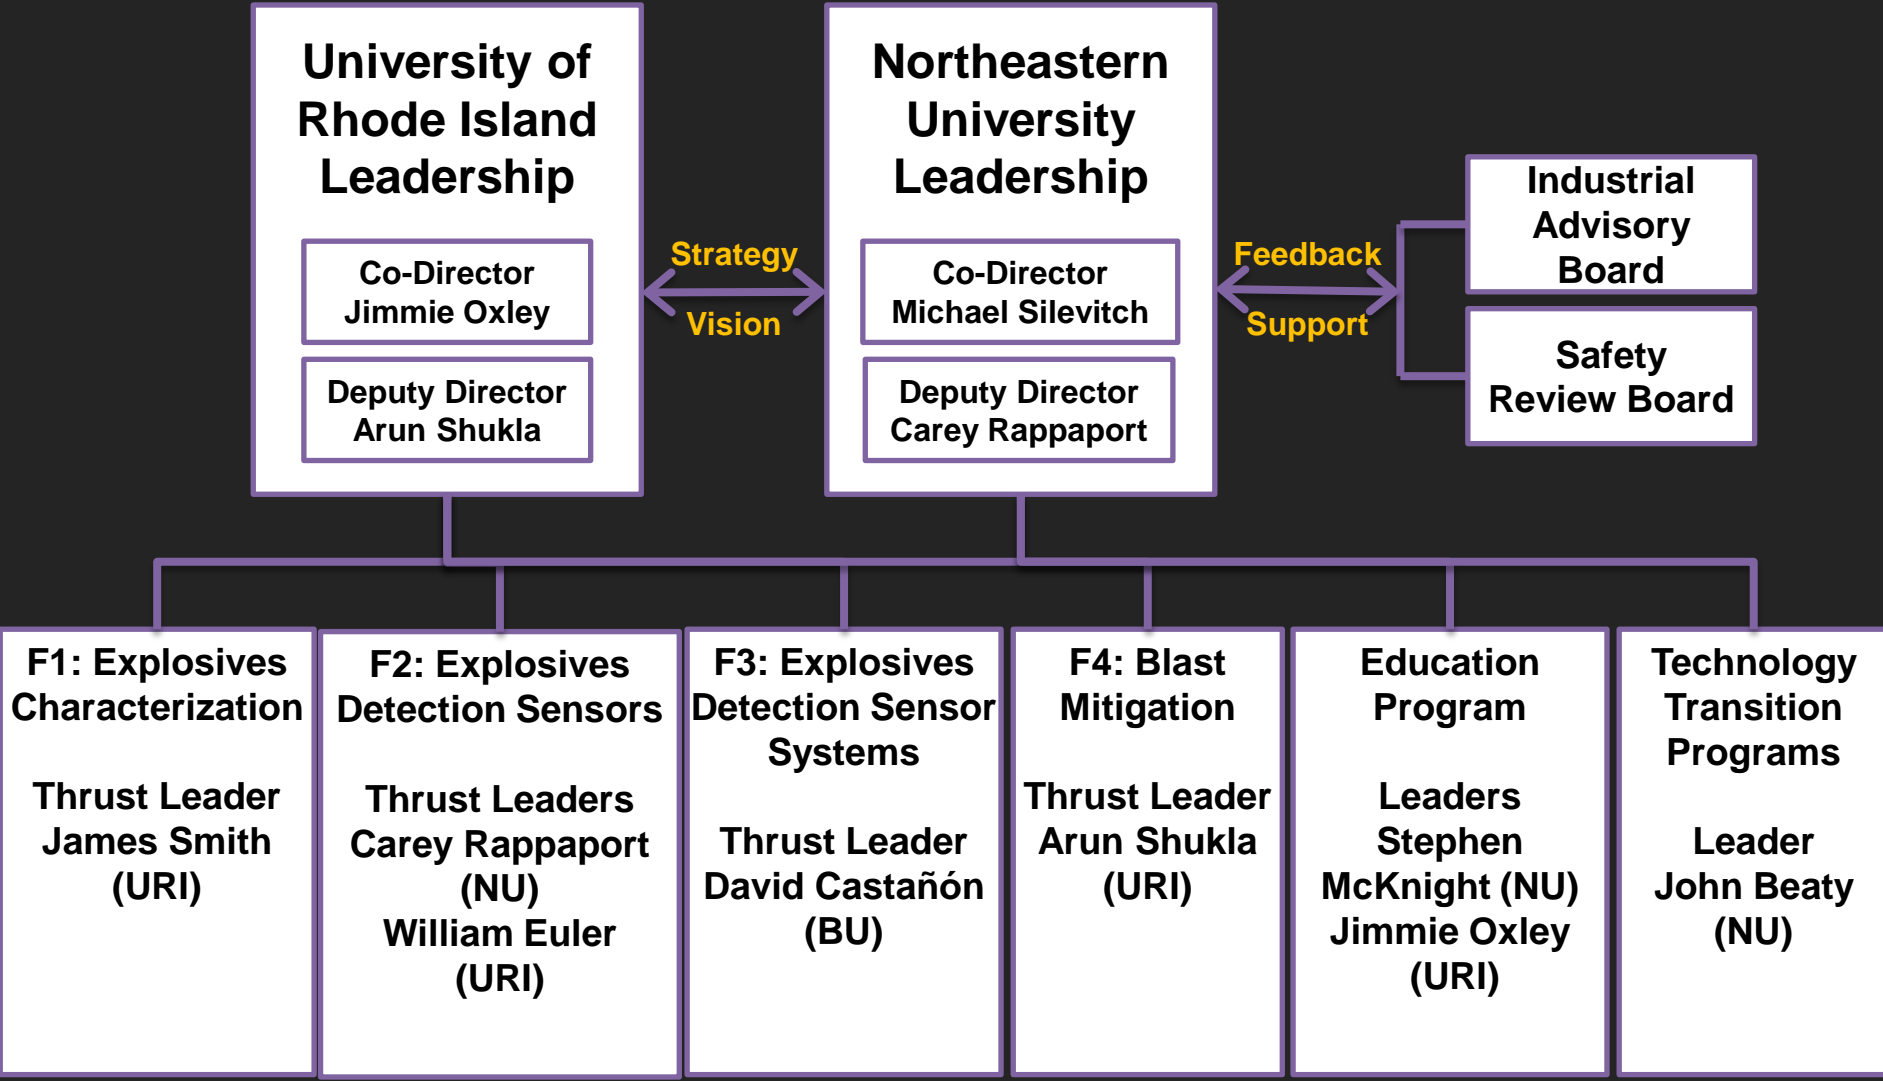 University of
Rhode Island
Leadership
Co-Director
Jimmie Oxley
Deputy Director
Arun Shukla
Strategy
Vision
Northeastern
University
Leadership
Co-Director
Michael Silevitch
Deputy Director
Carey Rappaport
Feedback
Support
Industrial
Advisory
Board
Safety
Review Board
F1: Explosives
Characterization
Thrust Leader
James Smith
(URI)
F2: Explosives
Detection Sensors
Thrust Leaders
Carey Rappaport
(NU)
William Euler
(URI)
F3: Explosives
Detection Sensor
Systems
Thrust Leader
David Castañón
(BU)
F4: Blast
Mitigation
Thrust Leader
Arun Shukla
(URI)
Education
Program
Leaders
Stephen
McKnight (NU)
Jimmie Oxley
(URI)
Technology
Transition
Programs
Leader
John Beaty
(NU)